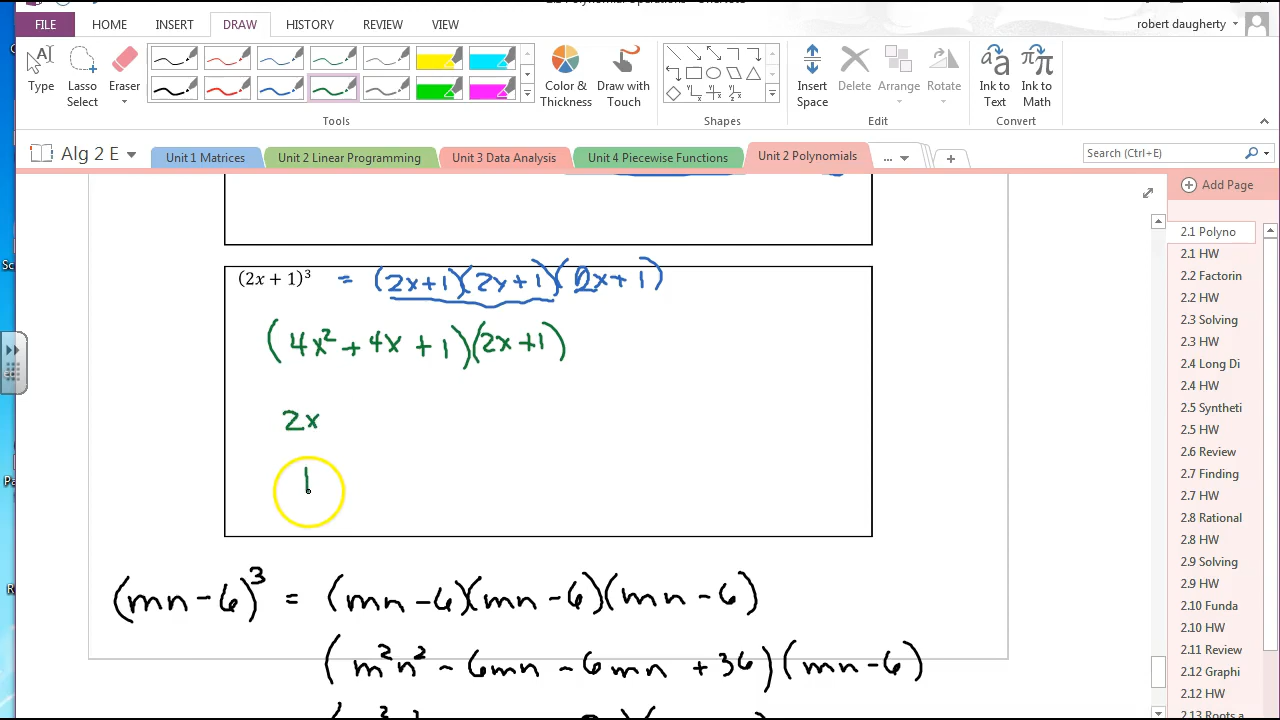 FILE HOME INSERT DRAW HISTORY REVIEW VIEW robert daugherty
Type Lasso Select Eraser Color & Thickness Draw with Touch Insert Space Delete Arrange Rotate Ink to Text Ink to Math
Tools Shapes Edit Convert
Alg 2 E Unit 1 Matrices Unit 2 Linear Programming Unit 3 Data Analysis Unit 4 Piecewise Functions Unit 2 Polynomials ... Search (Ctrl+E)
Add Page
2.1 Polyno
2.1 HW
2.2 Factorin
2.2 HW
2.3 Solving
2.3 HW
2.4 Long Di
2.4 HW
2.5 Syntheti
2.5 HW
2.6 Review
2.7 Finding
2.7 HW
2.8 Rational
2.8 HW
2.9 Solving
2.9 HW
2.10 Funda
2.10 HW
2.11 Review
2.12 Graphi
2.12 HW
2.13 Roots a
(2x + 1)³ = (2x+1)(2x+1)(2x+1)
(4x² + 4x + 1)(2x+1)
2x
1
(mn - 6)³ = (mn - 6)(mn - 6)(mn - 6)
(m²n² - 6mn - 6mn + 36)(mn - 6)